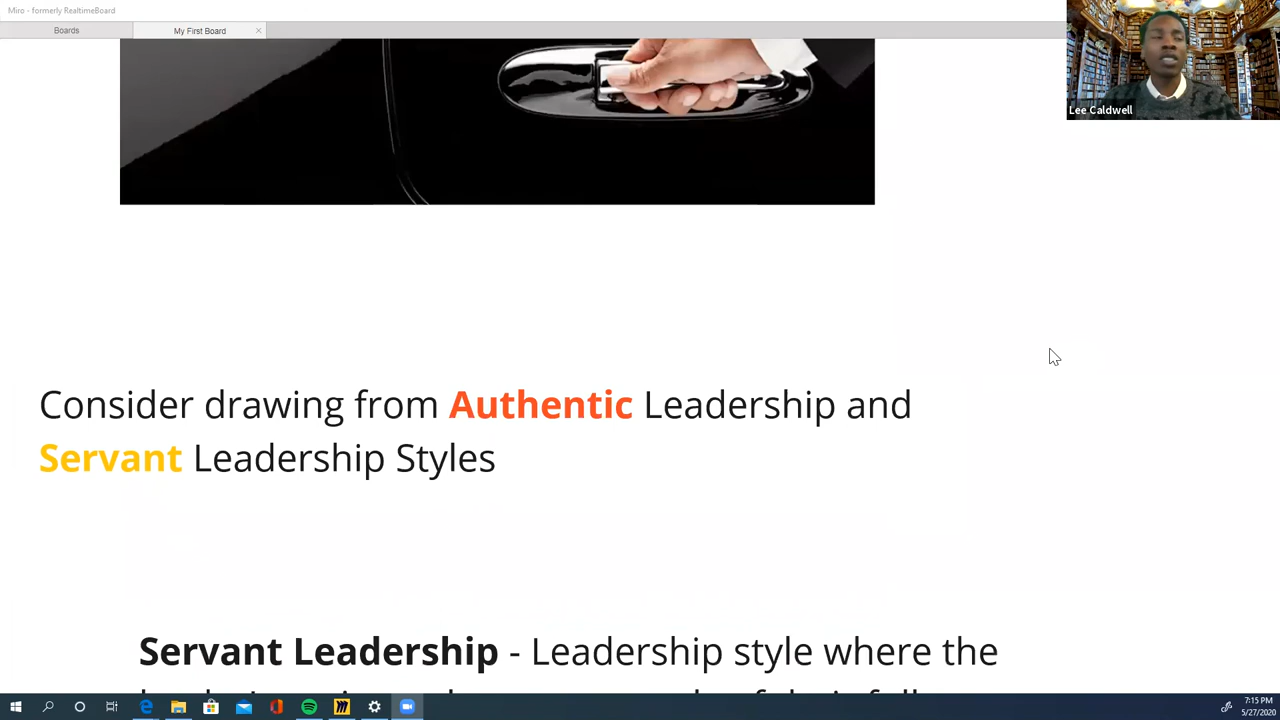 Miro - formerly RealtimeBoard
Boards
My First Board
Lee Caldwell
Consider drawing from Authentic Leadership and
Servant Leadership Styles
Servant Leadership - Leadership style where the
7:15 PM
5/27/2020